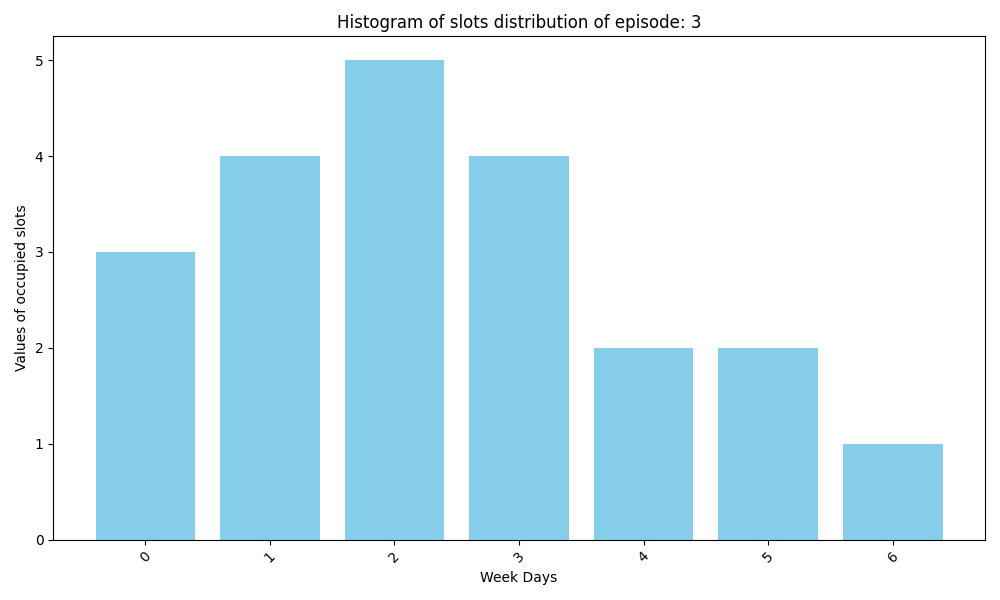 Histogram of slots distribution of episode: 3
Values of occupied slots
5
4
3
2
1
0
0 1 2 3 4 5 6
Week Days